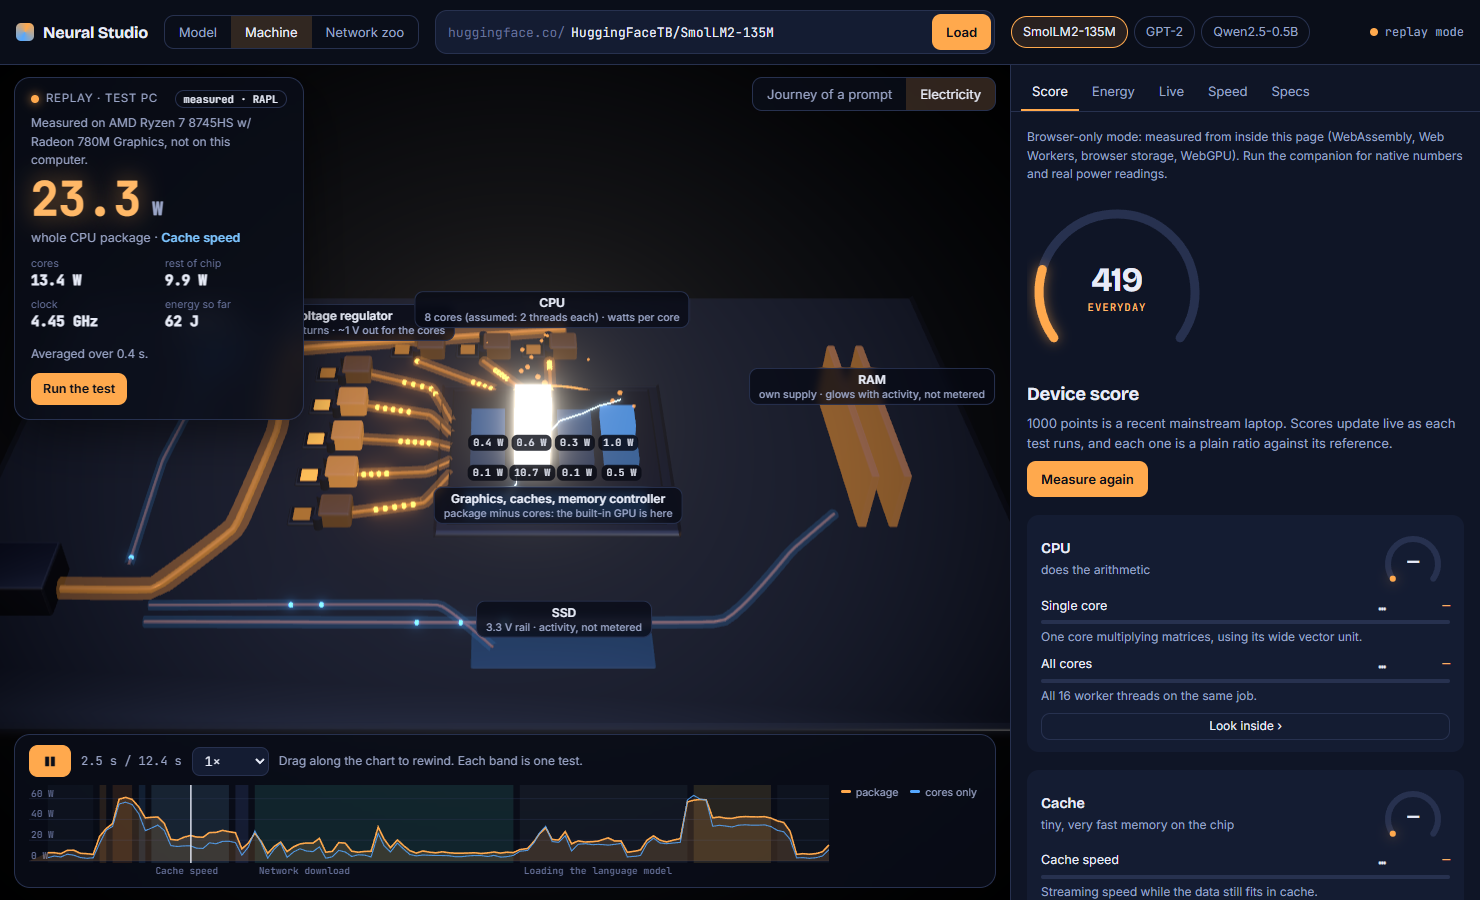 Neural Studio
Model
Machine
Network zoo
huggingface.co/ HuggingFaceTB/SmolLM2-135M
Load
SmolLM2-135M
GPT-2
Qwen2.5-0.5B
replay mode
REPLAY · TEST PC
measured · RAPL
Measured on AMD Ryzen 7 8745HS w/
Radeon 780M Graphics, not on this
computer.
23.3 W
whole CPU package · Cache speed
cores
rest of chip
13.4 W
9.9 W
clock
energy so far
4.45 GHz
62 J
Averaged over 0.4 s.
Run the test
Journey of a prompt
Electricity
oltage regulator
turns · ~1 V out for the cores
CPU
8 cores (assumed: 2 threads each) · watts per core
RAM
own supply · glows with activity, not metered
0.4 W
0.6 W
0.3 W
1.0 W
0.1 W
10.7 W
0.1 W
0.5 W
Graphics, caches, memory controller
package minus cores: the built-in GPU is here
SSD
3.3 V rail · activity, not metered
2.5 s / 12.4 s
1×
Drag along the chart to rewind. Each band is one test.
60 W
40 W
20 W
0 W
package
cores only
Cache speed
Network download
Loading the language model
Score
Energy
Live
Speed
Specs
Browser-only mode: measured from inside this page (WebAssembly, Web
Workers, browser storage, WebGPU). Run the companion for native numbers
and real power readings.
419
EVERYDAY
Device score
1000 points is a recent mainstream laptop. Scores update live as each
test runs, and each one is a plain ratio against its reference.
Measure again
CPU
does the arithmetic
—
Single core
…
—
One core multiplying matrices, using its wide vector unit.
All cores
…
—
All 16 worker threads on the same job.
Look inside ›
Cache
tiny, very fast memory on the chip
—
Cache speed
…
—
Streaming speed while the data still fits in cache.